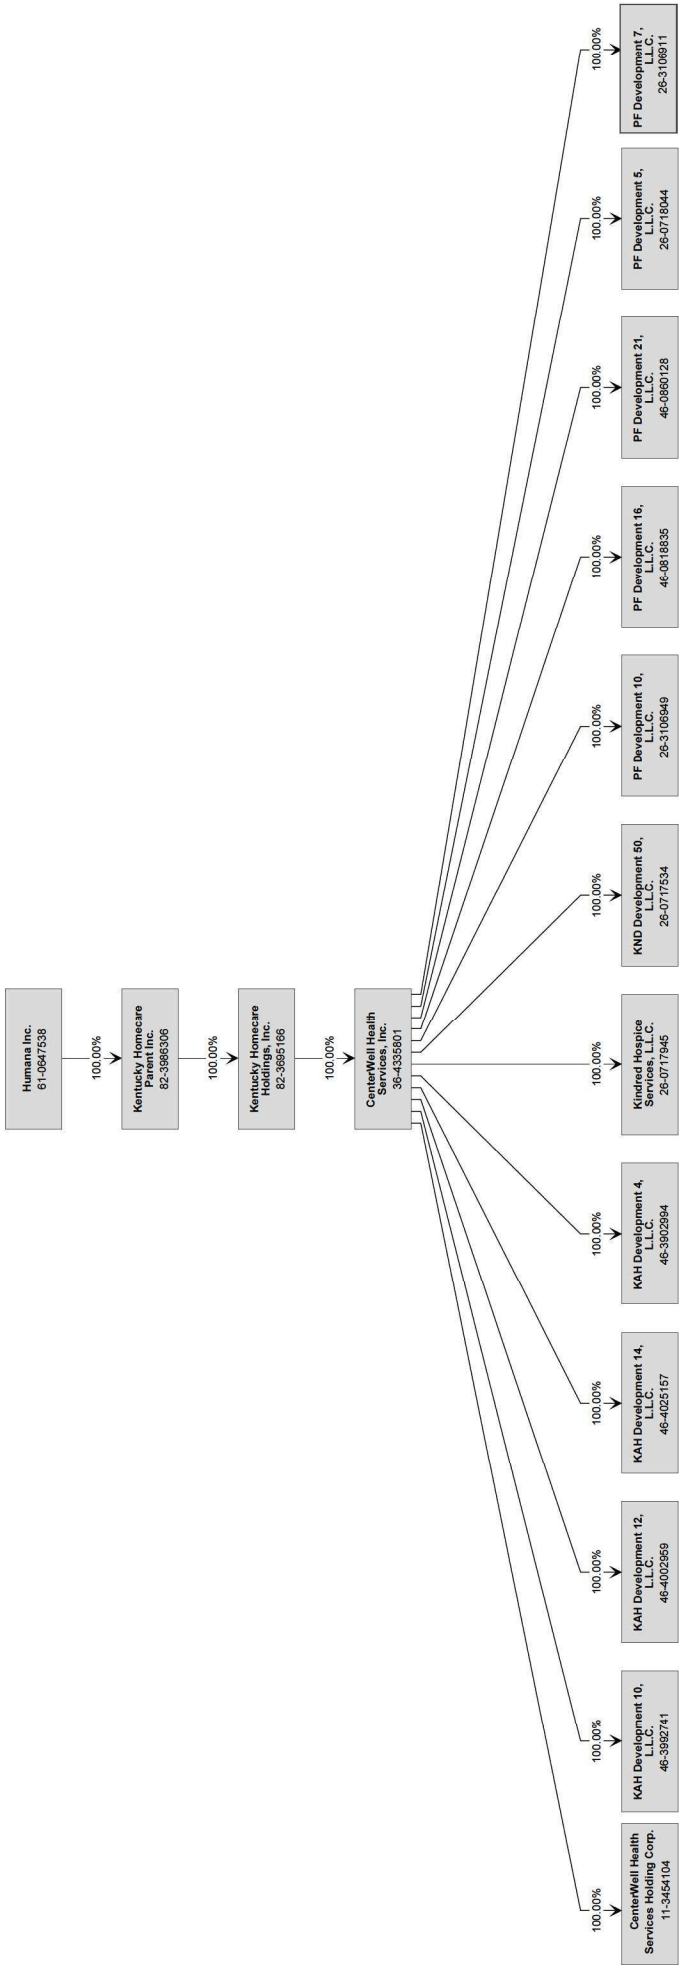 Humana Inc.
61-0647538
100.00%
Kentucky Homecare
Parent Inc.
82-3986306
100.00%
Kentucky Homecare
Holdings, Inc.
82-3695166
100.00%
CenterWell Health
Services, Inc.
36-4335801
100.00%
100.00%
100.00%
100.00%
100.00%
100.00%
100.00%
100.00%
100.00%
100.00%
100.00%
100.00%
CenterWell Health
Services Holding Corp.
11-3454104
KAH Development 10,
L.L.C.
46-3992741
KAH Development 12,
L.L.C.
46-4002959
KAH Development 14,
L.L.C.
46-4025157
KAH Development 4,
L.L.C.
46-3902994
Kindred Hospice
Services, L.L.C.
26-0717945
KND Development 50,
L.L.C.
26-0717534
PF Development 10,
L.L.C.
26-3106949
PF Development 16,
L.L.C.
46-0818835
PF Development 21,
L.L.C.
46-0860128
PF Development 5,
L.L.C.
26-0718044
PF Development 7,
L.L.C.
26-3106911